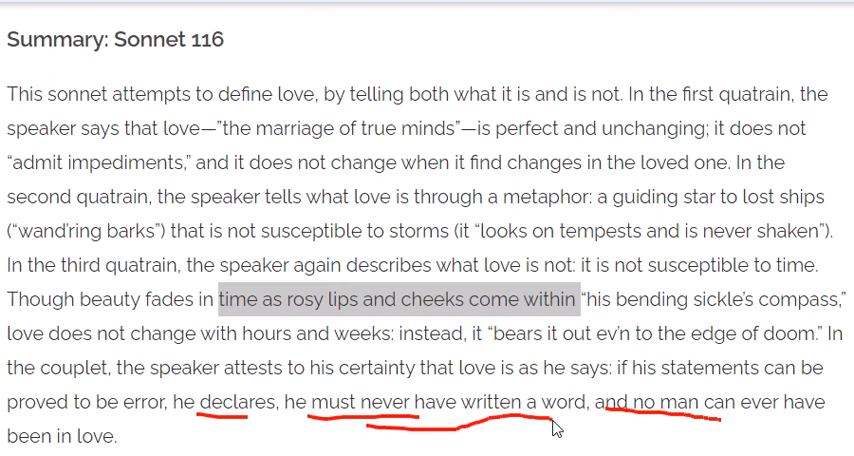 Summary: Sonnet 116
This sonnet attempts to define love, by telling both what it is and is not. In the first quatrain, the
speaker says that love—”the marriage of true minds”—is perfect and unchanging; it does not
“admit impediments,” and it does not change when it find changes in the loved one. In the
second quatrain, the speaker tells what love is through a metaphor: a guiding star to lost ships
(“wand’ring barks”) that is not susceptible to storms (it “looks on tempests and is never shaken”).
In the third quatrain, the speaker again describes what love is not: it is not susceptible to time.
Though beauty fades in time as rosy lips and cheeks come within “his bending sickle’s compass,”
love does not change with hours and weeks: instead, it “bears it out ev’n to the edge of doom.” In
the couplet, the speaker attests to his certainty that love is as he says: if his statements can be
proved to be error, he declares, he must never have written a word, and no man can ever have
been in love.